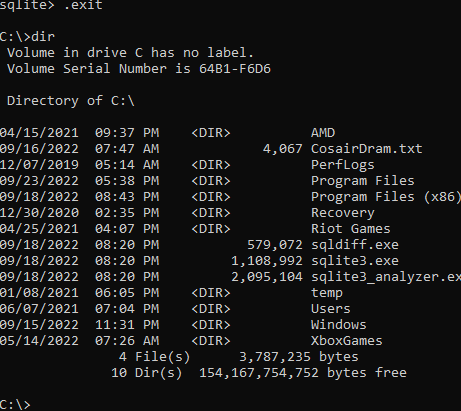 sqlite> .exit
C:\>dir
Volume in drive C has no label.
Volume Serial Number is 64B1-F6D6
Directory of C:\
04/15/2021  09:37 PM    <DIR>          AMD
09/16/2022  07:47 AM             4,067 CosairDram.txt
12/07/2019  05:14 AM    <DIR>          PerfLogs
09/23/2022  05:38 PM    <DIR>          Program Files
09/18/2022  08:43 PM    <DIR>          Program Files (x86)
12/30/2020  02:35 PM    <DIR>          Recovery
04/25/2021  04:07 PM    <DIR>          Riot Games
09/18/2022  08:20 PM           579,072 sqldiff.exe
09/18/2022  08:20 PM         1,108,992 sqlite3.exe
09/18/2022  08:20 PM         2,095,104 sqlite3_analyzer.ex
01/08/2021  06:05 PM    <DIR>          temp
06/07/2021  07:04 PM    <DIR>          Users
09/15/2022  11:31 PM    <DIR>          Windows
05/14/2022  07:26 AM    <DIR>          XboxGames
4 File(s)      3,787,235 bytes
10 Dir(s)  154,167,754,752 bytes free
C:\>